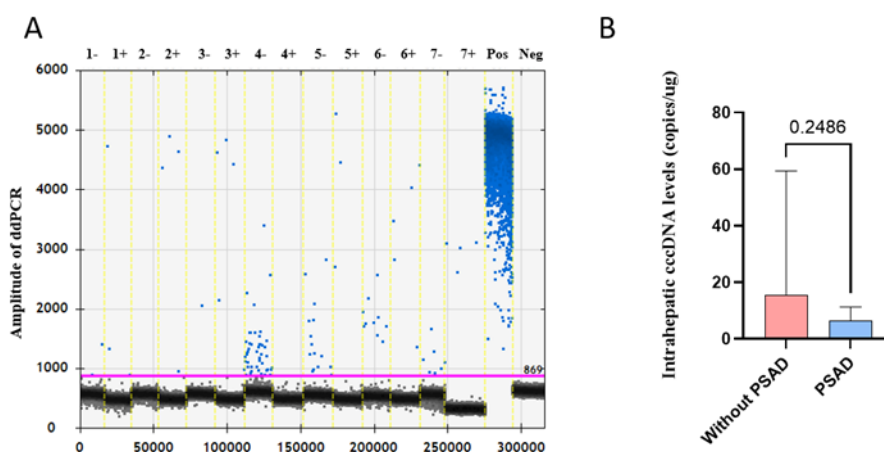 A
1- 1+ 2- 2+ 3- 3+ 4- 4+ 5- 5+ 6- 6+ 7- 7+ Pos Neg
6000
5000
4000
3000
2000
1000
0
Amplitude of ddPCR
869
0 50000 100000 150000 200000 250000 300000
B
Intrahepatic cccDNA levels (copies/ug)
80
60
40
20
0
0.2486
Without PSAD
PSAD